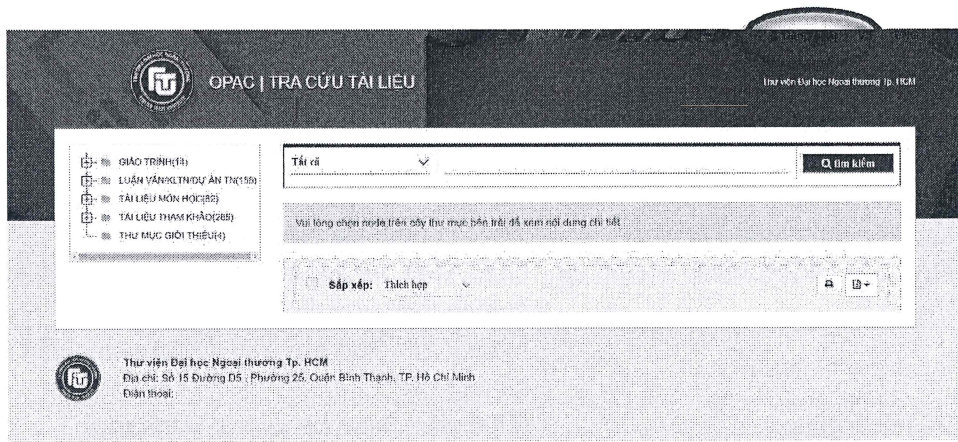 OPAC | TRA CỨU TÀI LIỆU
Thư viện Đại học Ngoại thương Tp. HCM
GIÁO TRÌNH
LUẬN VĂN/KLTN/DỰ ÁN TN(155)
TÀI LIỆU MÔN HỌC(82)
TÀI LIỆU THAM KHẢO(285)
THƯ MỤC GIỚI THIỆU(4)
Tất cả
Tìm kiếm
Vui lòng chọn node trên cây thư mục bên trái để xem nội dung chi tiết
Sắp xếp: Thích hợp
Thư viện Đại học Ngoại thương Tp. HCM
Địa chỉ: Số 15 Đường D5 , Phường 25, Quận Bình Thạnh, TP. Hồ Chí Minh
Điện thoại: